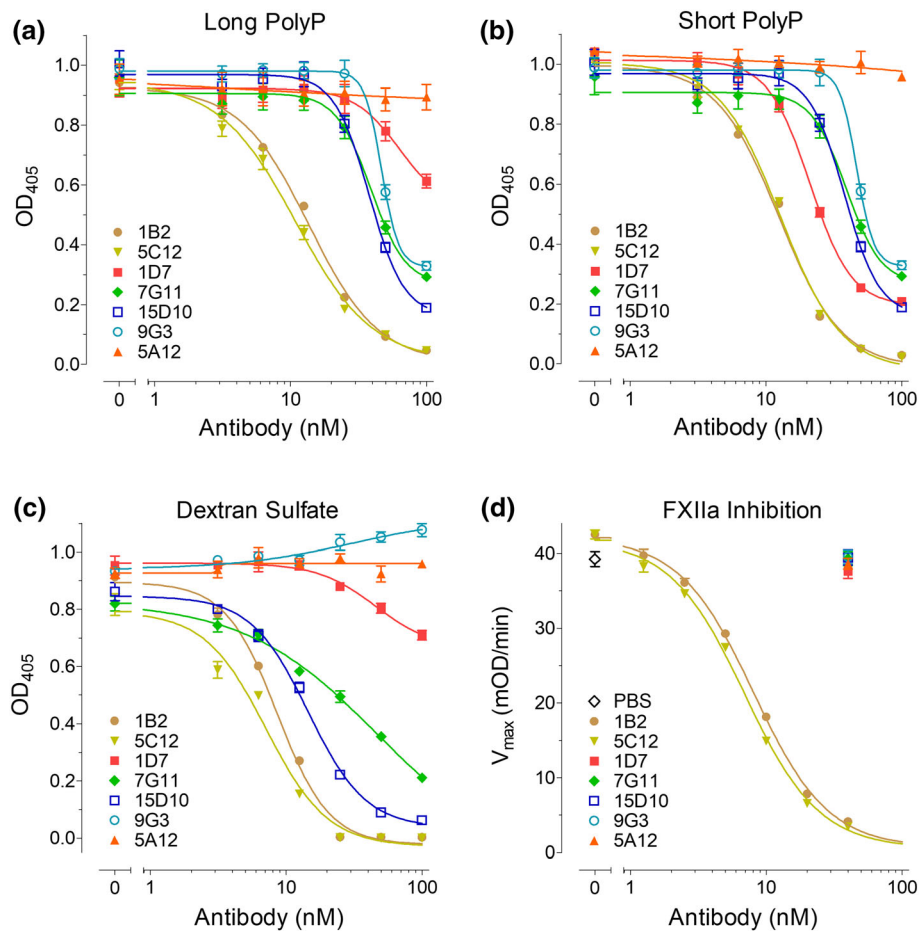 (a)
Long PolyP
1.0
0.8
0.6
0.4
0.2
0.0
OD405
1B2
5C12
1D7
7G11
15D10
9G3
5A12
0 1 10 100
Antibody (nM)
(b)
Short PolyP
1.0
0.8
0.6
0.4
0.2
0.0
OD405
1B2
5C12
1D7
7G11
15D10
9G3
5A12
0 1 10 100
Antibody (nM)
(c)
Dextran Sulfate
1.0
0.8
0.6
0.4
0.2
0.0
OD405
1B2
5C12
1D7
7G11
15D10
9G3
5A12
0 1 10 100
Antibody (nM)
(d)
FXIIa Inhibition
40
30
20
10
0
Vmax (mOD/min)
PBS
1B2
5C12
1D7
7G11
15D10
9G3
5A12
0 1 10 100
Antibody (nM)